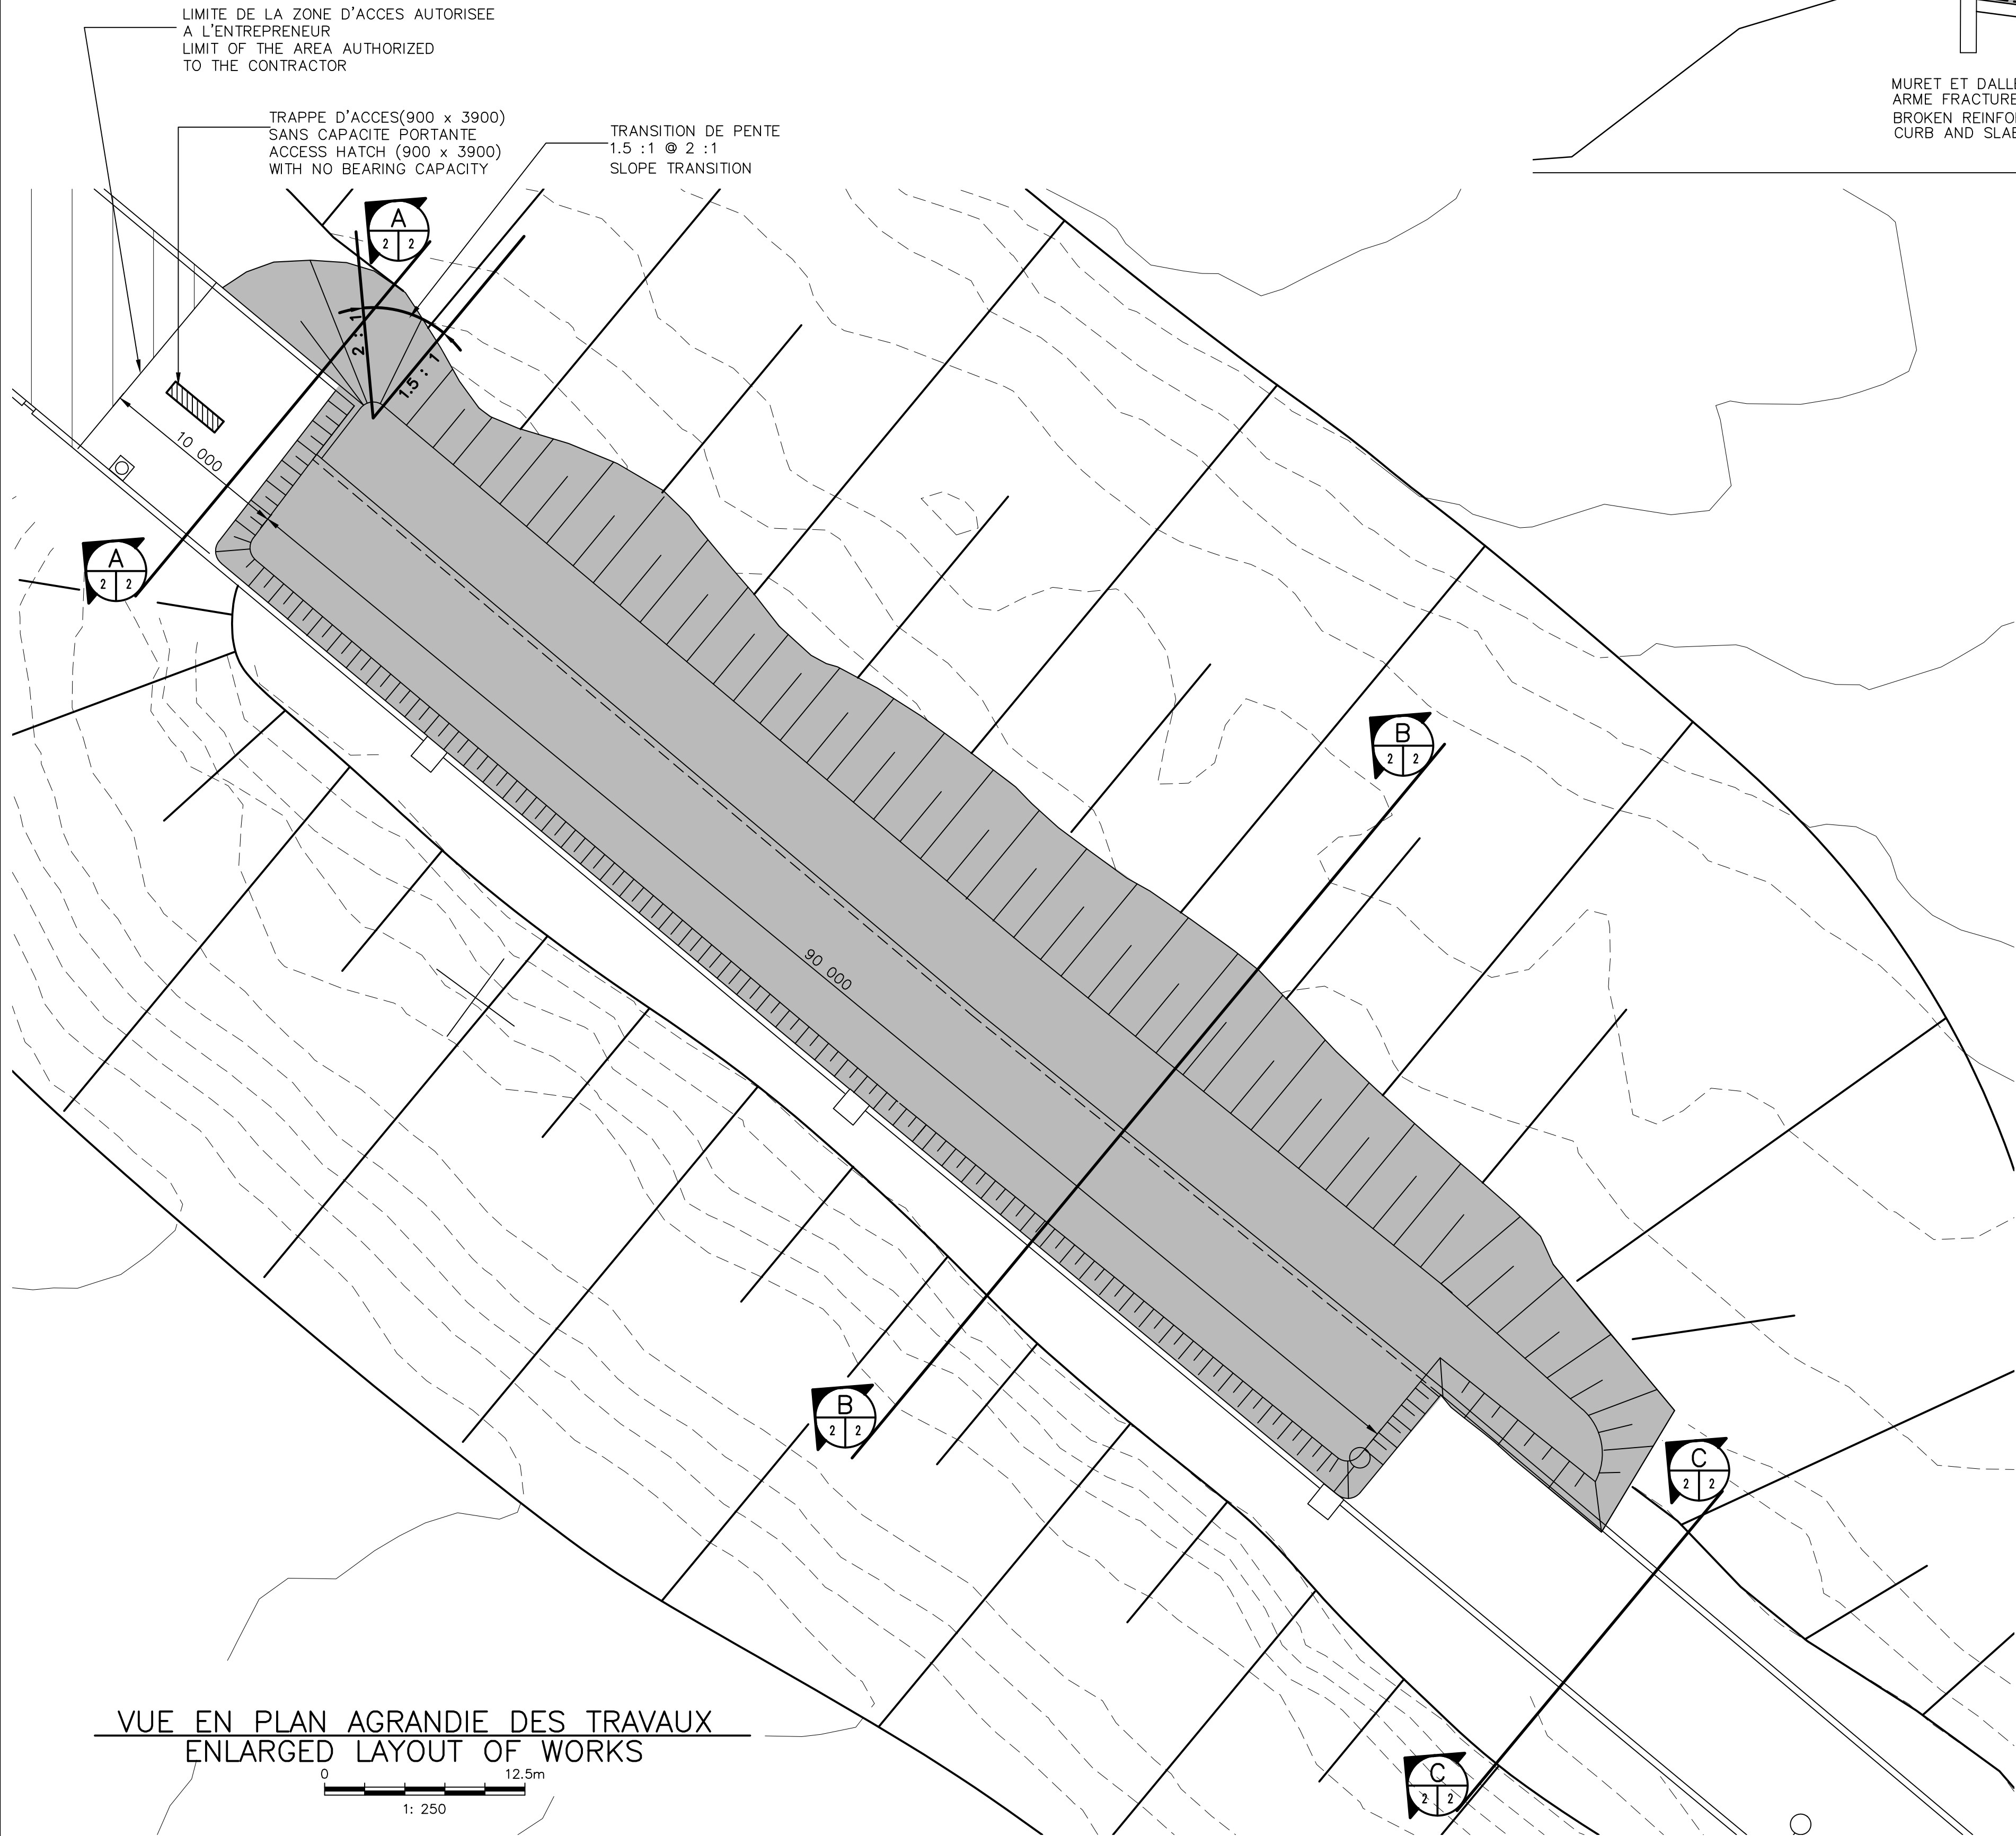 LIMITE DE LA ZONE D'ACCES AUTORISEE
A L'ENTREPRENEUR
LIMIT OF THE AREA AUTHORIZED
TO THE CONTRACTOR
TRAPPE D'ACCES(900 x 3900)
SANS CAPACITE PORTANTE
ACCESS HATCH (900 x 3900)
WITH NO BEARING CAPACITY
TRANSITION DE PENTE
1.5 :1 @ 2 :1
SLOPE TRANSITION
MURET ET DALLE
ARME FRACTURE
BROKEN REINFO
CURB AND SLAB
A
2 2
2 : 1
1.5 : 1
10 000
A
2 2
B
2 2
90 000
B
2 2
C
2 2
C
2 2
VUE EN PLAN AGRANDIE DES TRAVAUX
ENLARGED LAYOUT OF WORKS
0 12.5m
1: 250